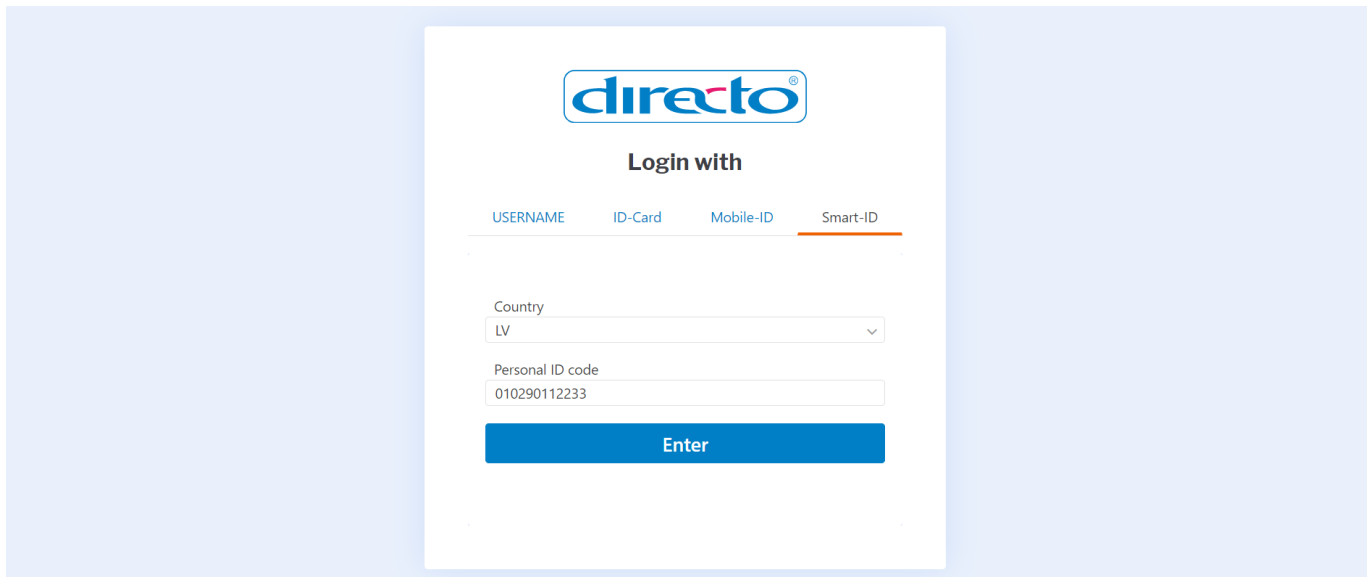 directo®
Login with
USERNAME ID-Card Mobile-ID Smart-ID
Country
LV
Personal ID code
010290112233
Enter